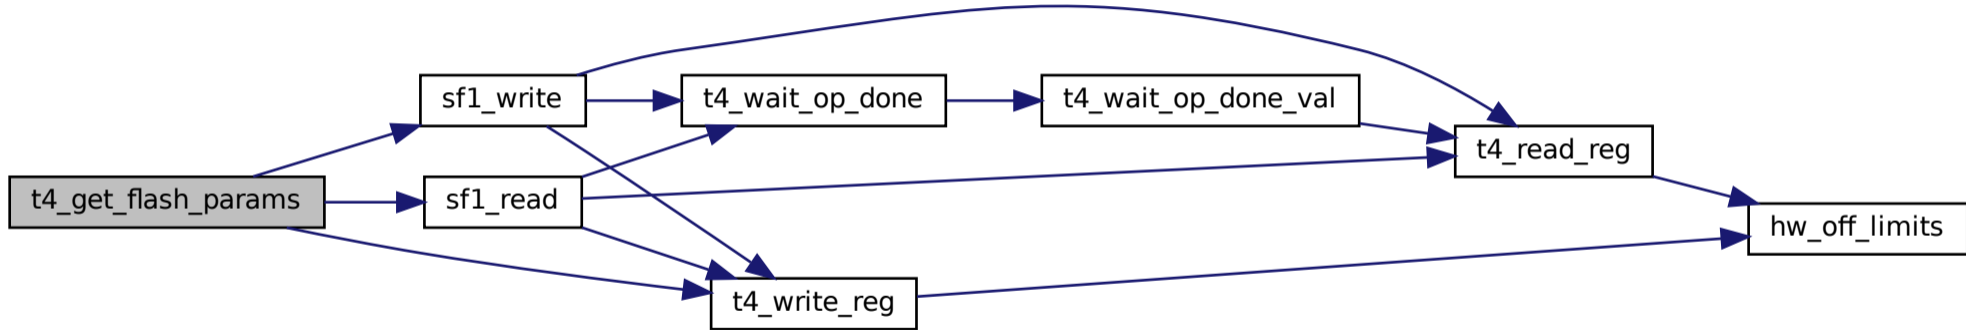 t4_get_flash_params
sf1_write
sf1_read
t4_wait_op_done
t4_write_reg
t4_wait_op_done_val
t4_read_reg
hw_off_limits